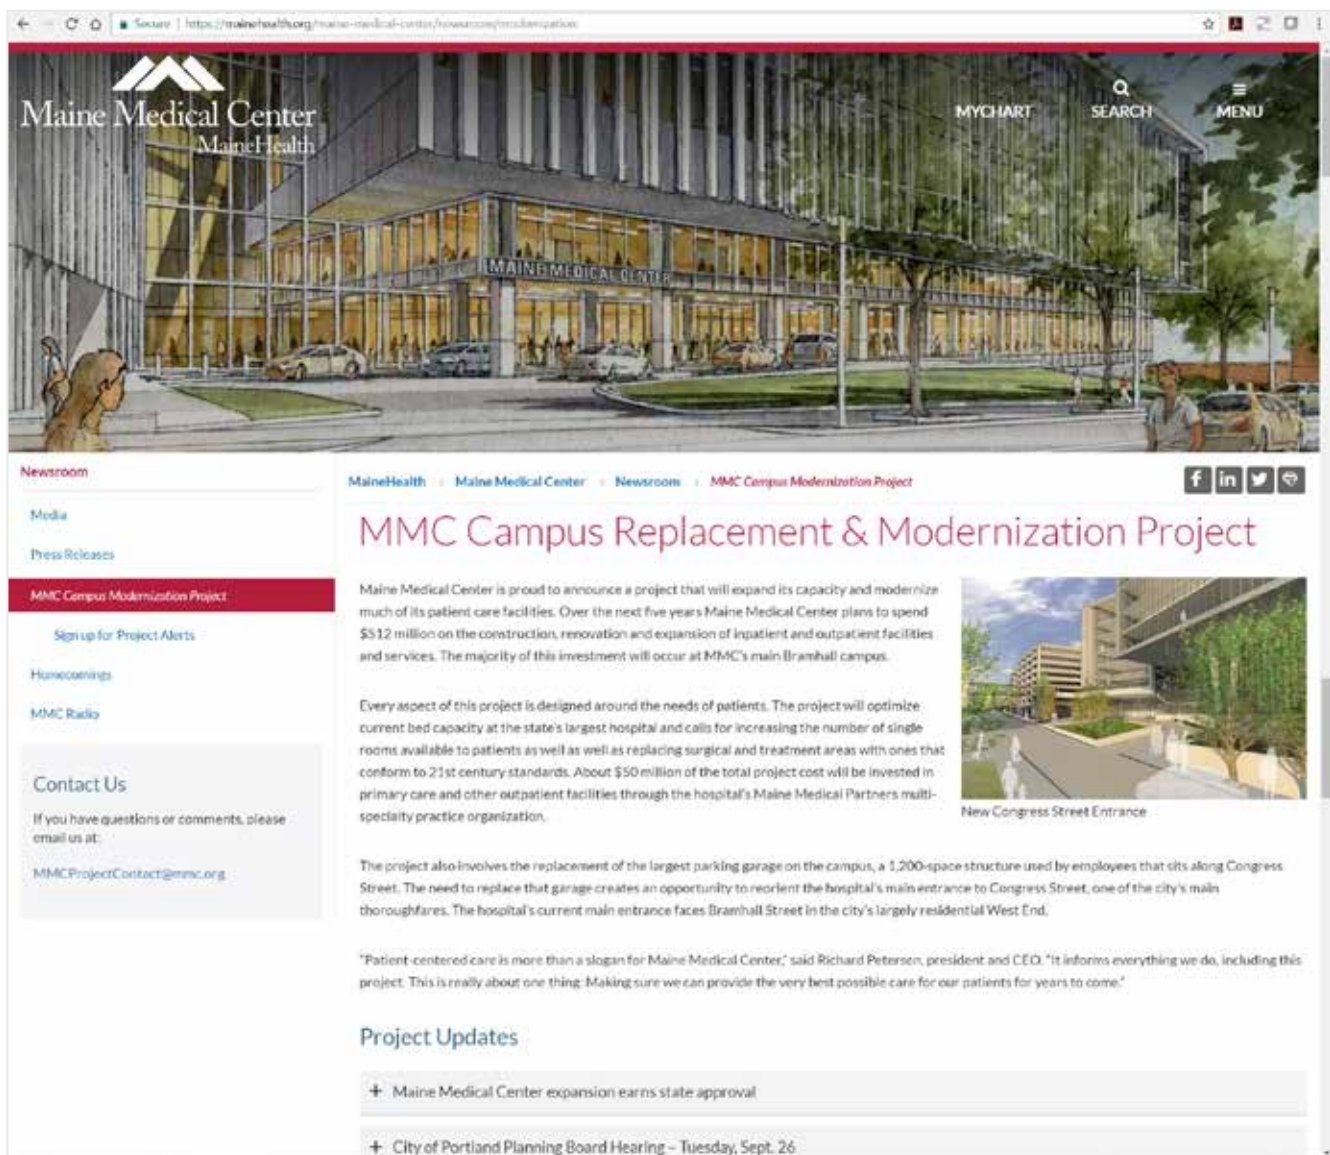 Secure | https://mainehealth.org/maine-medical-center/newsroom/modernization
Maine Medical Center
MaineHealth
MYCHART
SEARCH
MENU
MAINE MEDICAL CENTER
Newsroom
Media
Press Releases
MMC Campus Modernization Project
Sign up for Project Alerts
Homecomings
MMC Radio
Contact Us
If you have questions or comments, please
email us at:
MMCProjectContact@mmc.org
MaineHealth
Maine Medical Center
Newsroom
MMC Campus Modernization Project
MMC Campus Replacement & Modernization Project
Maine Medical Center is proud to announce a project that will expand its capacity and modernize
much of its patient care facilities. Over the next five years Maine Medical Center plans to spend
$512 million on the construction, renovation and expansion of inpatient and outpatient facilities
and services. The majority of this investment will occur at MMC's main Bramhall campus.
Every aspect of this project is designed around the needs of patients. The project will optimize
current bed capacity at the state's largest hospital and calls for increasing the number of single
rooms available to patients as well as well as replacing surgical and treatment areas with ones that
conform to 21st century standards. About $50 million of the total project cost will be invested in
primary care and other outpatient facilities through the hospital's Maine Medical Partners multi-
specialty practice organization.
New Congress Street Entrance
The project also involves the replacement of the largest parking garage on the campus, a 1,200-space structure used by employees that sits along Congress
Street. The need to replace that garage creates an opportunity to reorient the hospital's main entrance to Congress Street, one of the city's main
thoroughfares. The hospital's current main entrance faces Bramhall Street in the city's largely residential West End.
"Patient-centered care is more than a slogan for Maine Medical Center," said Richard Petersen, president and CEO. "It informs everything we do, including this
project. This is really about one thing: Making sure we can provide the very best possible care for our patients for years to come."
Project Updates
+ Maine Medical Center expansion earns state approval
+ City of Portland Planning Board Hearing – Tuesday, Sept. 26